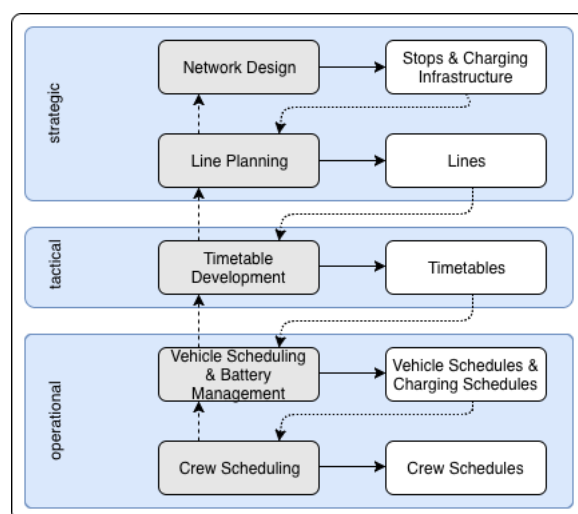 strategic
Network Design
Stops & Charging
Infrastructure
Line Planning
Lines
tactical
Timetable
Development
Timetables
operational
Vehicle Scheduling
& Battery
Management
Vehicle Schedules &
Charging Schedules
Crew Scheduling
Crew Schedules